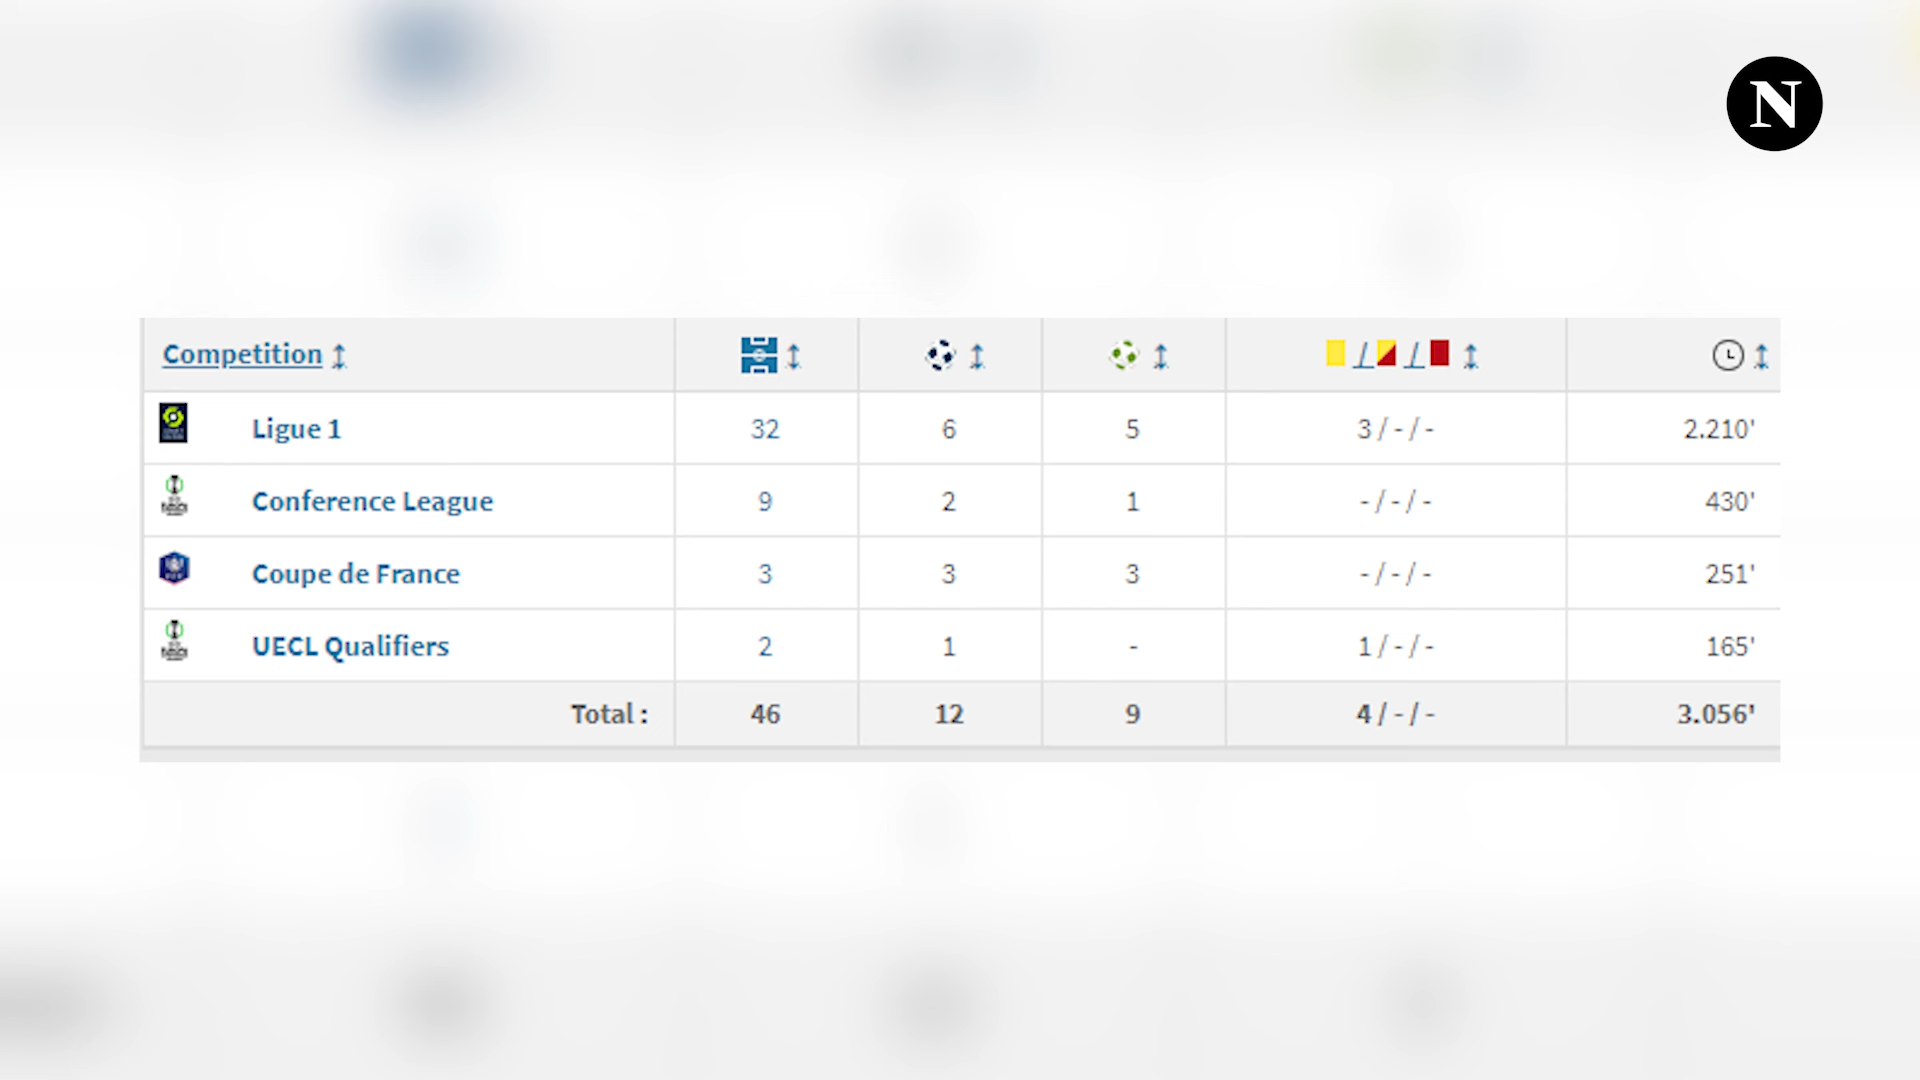 N
Competition
Ligue 1 32 6 5 3 / - / - 2.210'
Conference League 9 2 1 - / - / - 430'
Coupe de France 3 3 3 - / - / - 251'
UECL Qualifiers 2 1 - 1 / - / - 165'
Total : 46 12 9 4 / - / - 3.056'